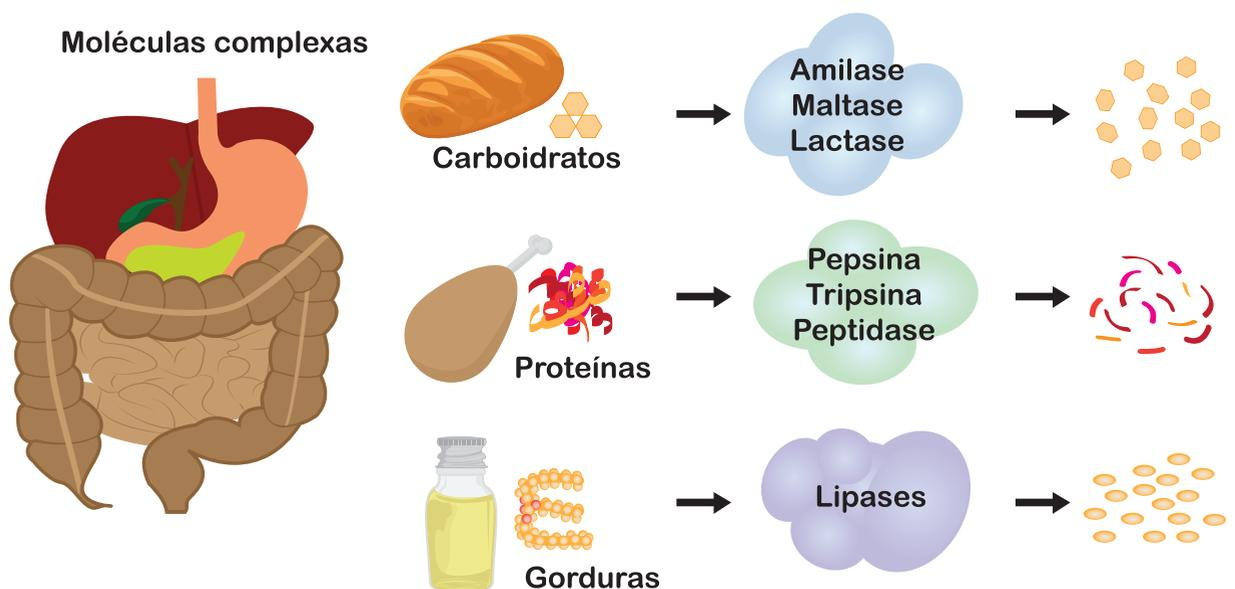 Moléculas complexas
Carboidratos
Amilase
Maltase
Lactase
Proteínas
Pepsina
Tripsina
Peptidase
Gorduras
Lipases